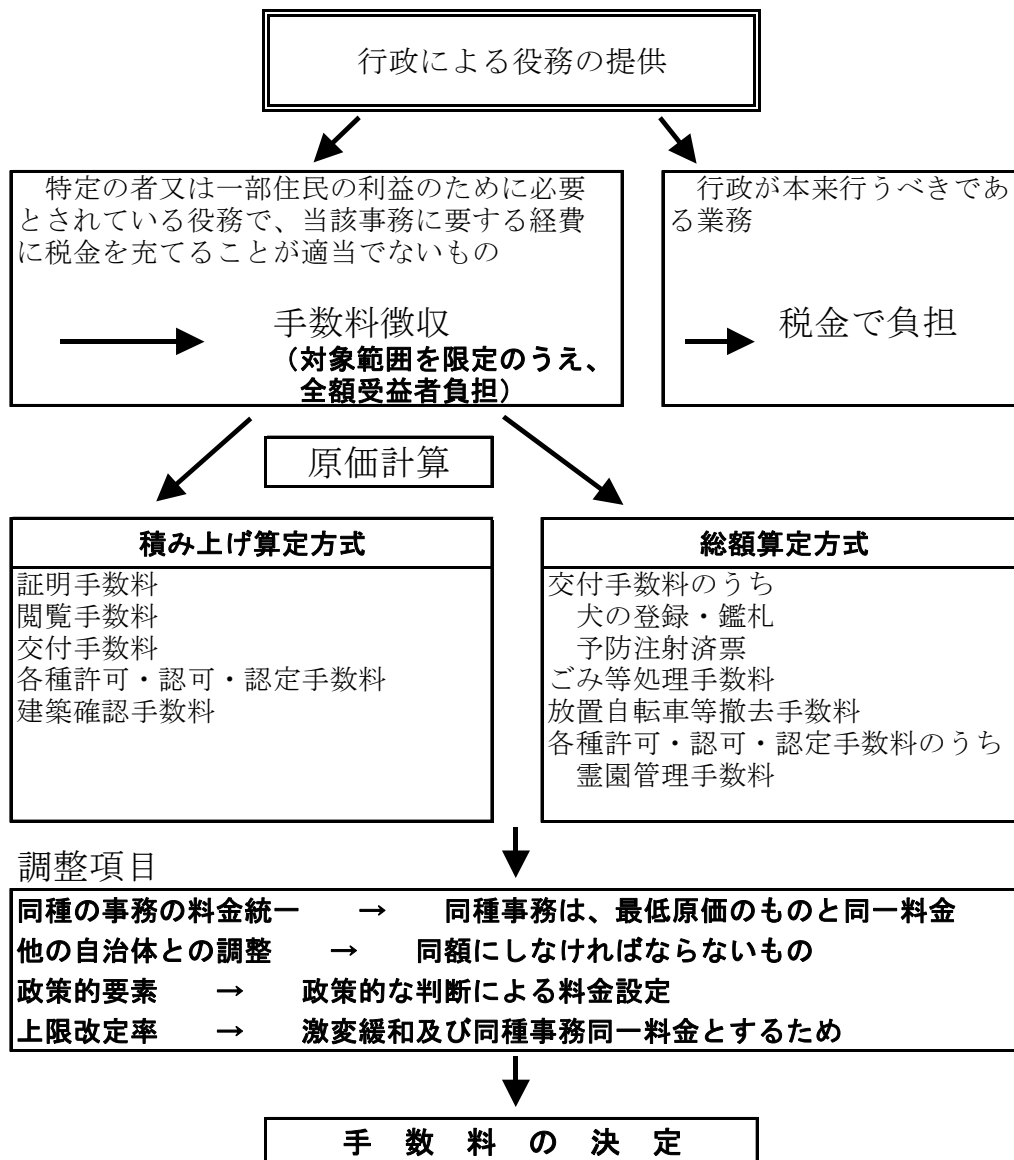 行政による役務の提供
特定の者又は一部住民の利益のために必要
とされている役務で、当該事務に要する経費
に税金を充てることが適当でないもの
手数料徴収
（対象範囲を限定のうえ、
全額受益者負担）
行政が本来行うべきであ
る業務
税金で負担
原価計算
積み上げ算定方式
証明手数料
閲覧手数料
交付手数料
各種許可・認可・認定手数料
建築確認手数料
総額算定方式
交付手数料のうち
犬の登録・鑑札
予防注射済票
ごみ等処理手数料
放置自転車等撤去手数料
各種許可・認可・認定手数料のうち
霊園管理手数料
調整項目
同種の事務の料金統一　→　同種事務は、最低原価のものと同一料金
他の自治体との調整　→　同額にしなければならないもの
政策的要素　→　政策的な判断による料金設定
上限改定率　→　激変緩和及び同種事務同一料金とするため
手　数　料　の　決　定